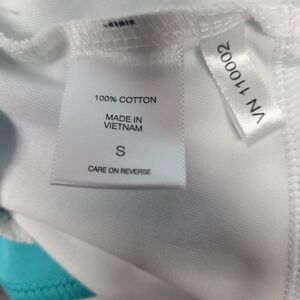 100% COTTON
MADE IN
VIETNAM
S
CARE ON REVERSE
VN 110002